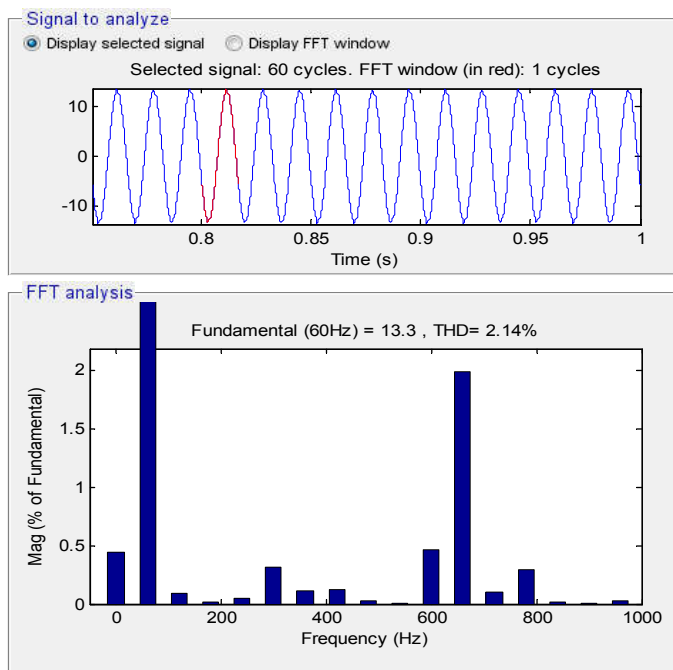 Signal to analyze
Display selected signal Display FFT window
Selected signal: 60 cycles. FFT window (in red): 1 cycles
10
0
-10
0.8 0.85 0.9 0.95 1
Time (s)
FFT analysis
Fundamental (60Hz) = 13.3 , THD= 2.14%
2
1.5
1
0.5
0
Mag (% of Fundamental)
0 200 400 600 800 1000
Frequency (Hz)